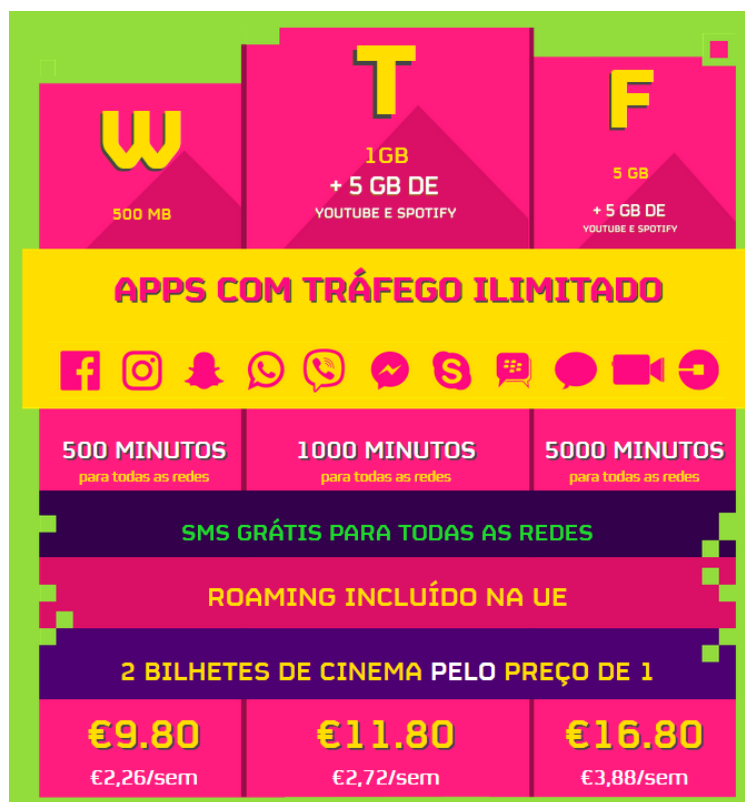 W
T
F
500 MB
1GB
+ 5 GB DE
YOUTUBE E SPOTIFY
5 GB
+ 5 GB DE
YOUTUBE E SPOTIFY
APPS COM TRÁFEGO ILIMITADO
500 MINUTOS
para todas as redes
1000 MINUTOS
para todas as redes
5000 MINUTOS
para todas as redes
SMS GRÁTIS PARA TODAS AS REDES
ROAMING INCLUÍDO NA UE
2 BILHETES DE CINEMA PELO PREÇO DE 1
€9.80
€2,26/sem
€11.80
€2,72/sem
€16.80
€3,88/sem